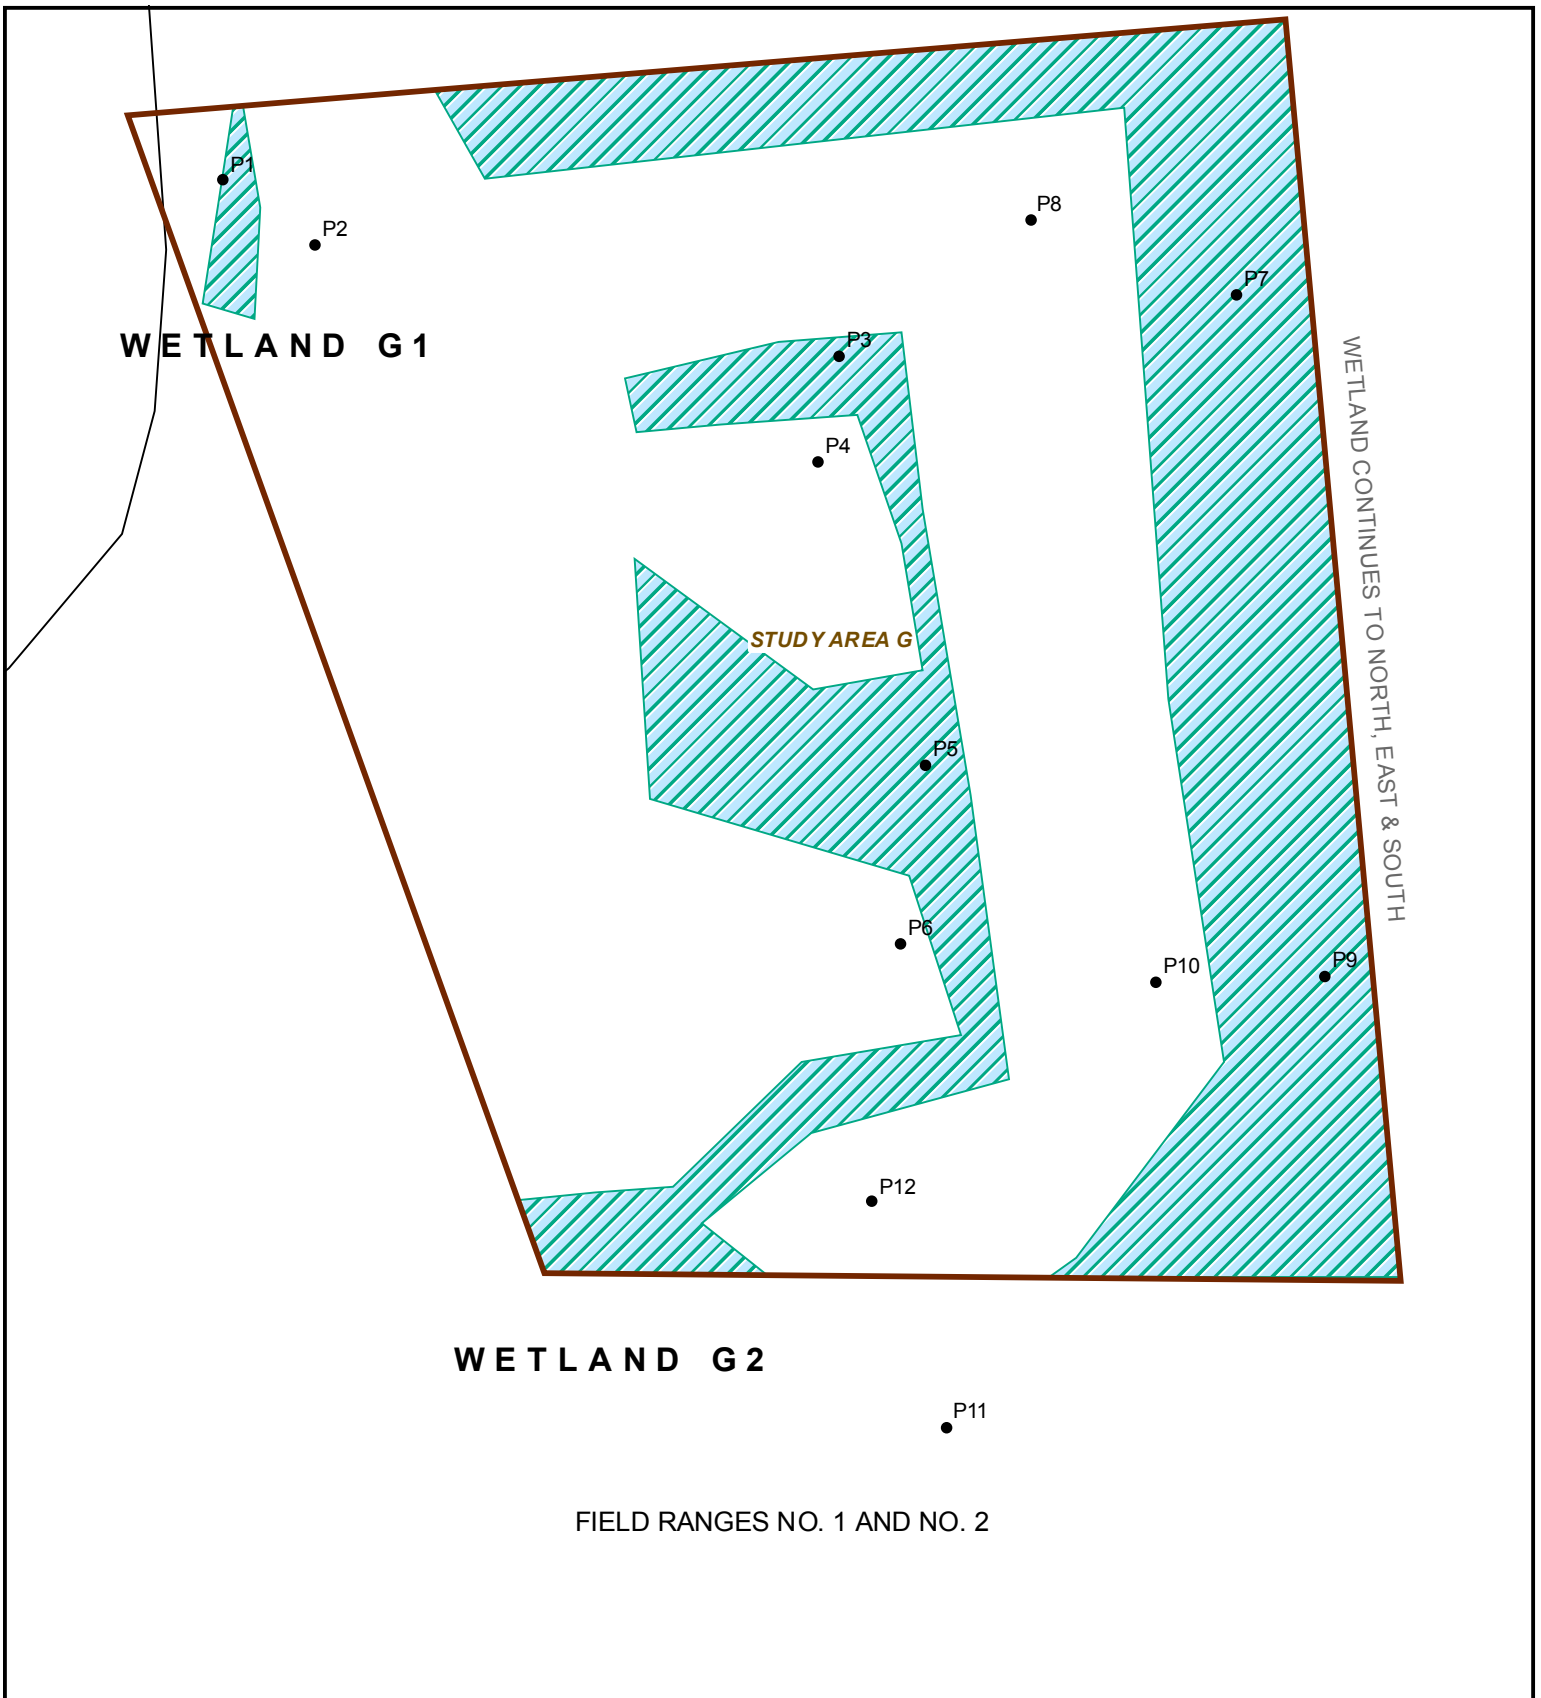 P1
P2
P8
P7
WETLAND G1
P3
WETLAND CONTINUES TO NORTH, EAST & SOUTH
P4
STUDY AREA G
P5
P6
P10
P9
P12
WETLAND G2
P11
FIELD RANGES NO. 1 AND NO. 2